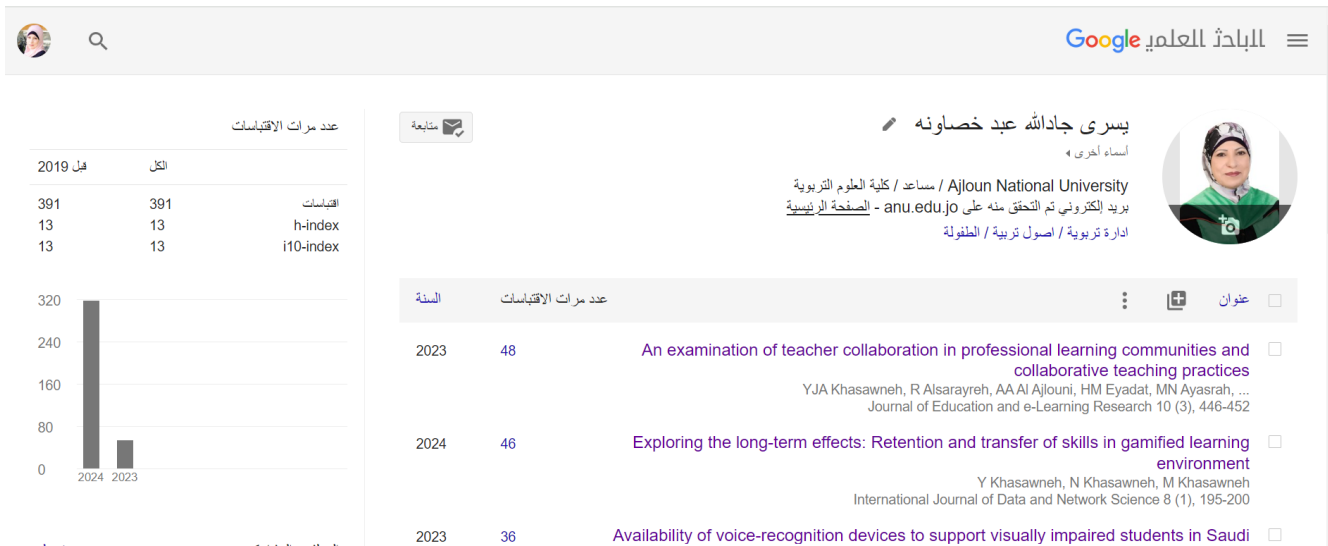 الباحث العلمي Google
يسرى جادالله عبد خصاونه
أسماء أخرى
Ajloun National University / مساعد / كلية العلوم التربوية
بريد إلكتروني تم التحقق منه على anu.edu.jo - الصفحة الرئيسية
ادارة تربوية / اصول تربية / الطفولة
متابعة
عنوان عدد مرات الاقتباسات السنة
An examination of teacher collaboration in professional learning communities and 48 2023
collaborative teaching practices
YJA Khasawneh, R Alsarayreh, AA Al Ajlouni, HM Eyadat, MN Ayasrah, ...
Journal of Education and e-Learning Research 10 (3), 446-452
Exploring the long-term effects: Retention and transfer of skills in gamified learning 46 2024
environment
Y Khasawneh, N Khasawneh, M Khasawneh
International Journal of Data and Network Science 8 (1), 195-200
Availability of voice-recognition devices to support visually impaired students in Saudi 36 2023
عدد مرات الاقتباسات
الكل قبل 2019
اقتباسات 391 391
h-index 13 13
i10-index 13 13
320
240
160
80
0
2024 2023